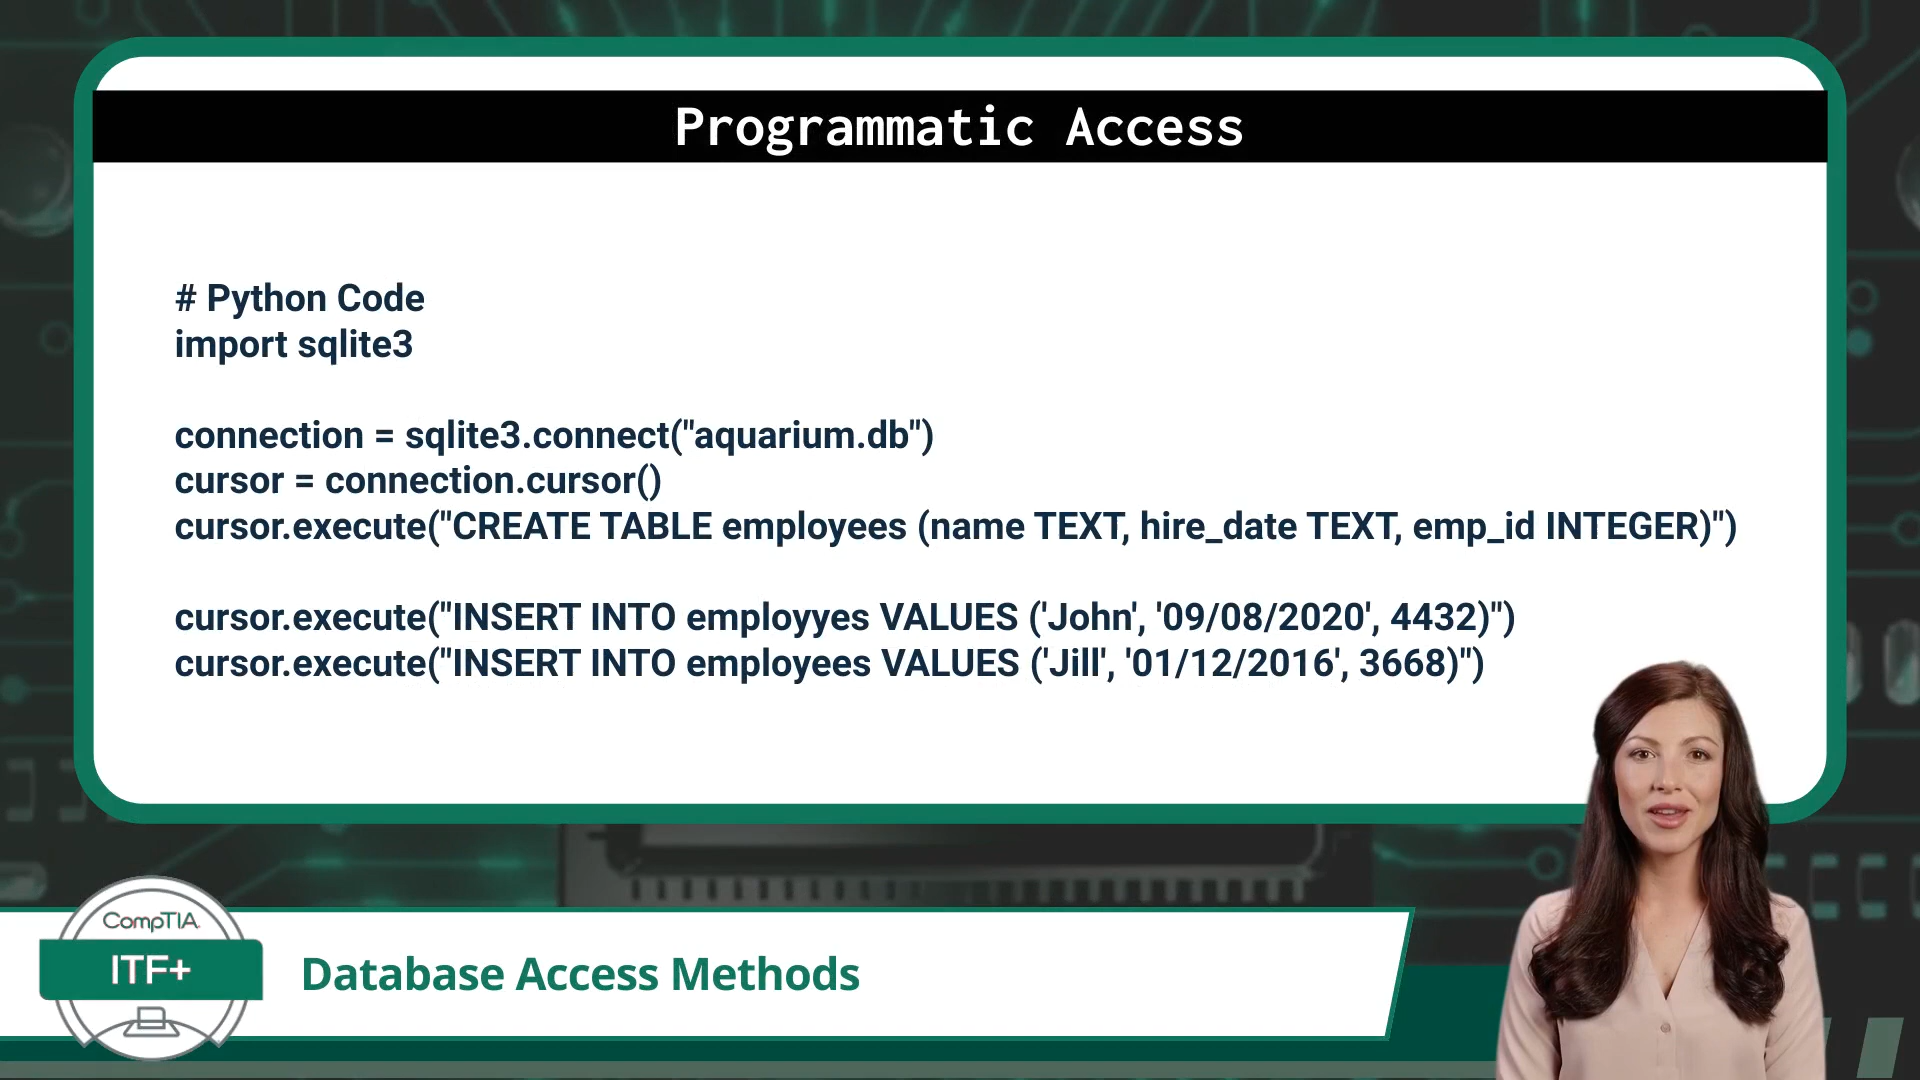 Programmatic Access
# Python Code
import sqlite3
connection = sqlite3.connect("aquarium.db")
cursor = connection.cursor()
cursor.execute("CREATE TABLE employees (name TEXT, hire_date TEXT, emp_id INTEGER)")
cursor.execute("INSERT INTO employyes VALUES ('John', '09/08/2020', 4432)")
cursor.execute("INSERT INTO employees VALUES ('Jill', '01/12/2016', 3668)")
CompTIA
ITF+
Database Access Methods